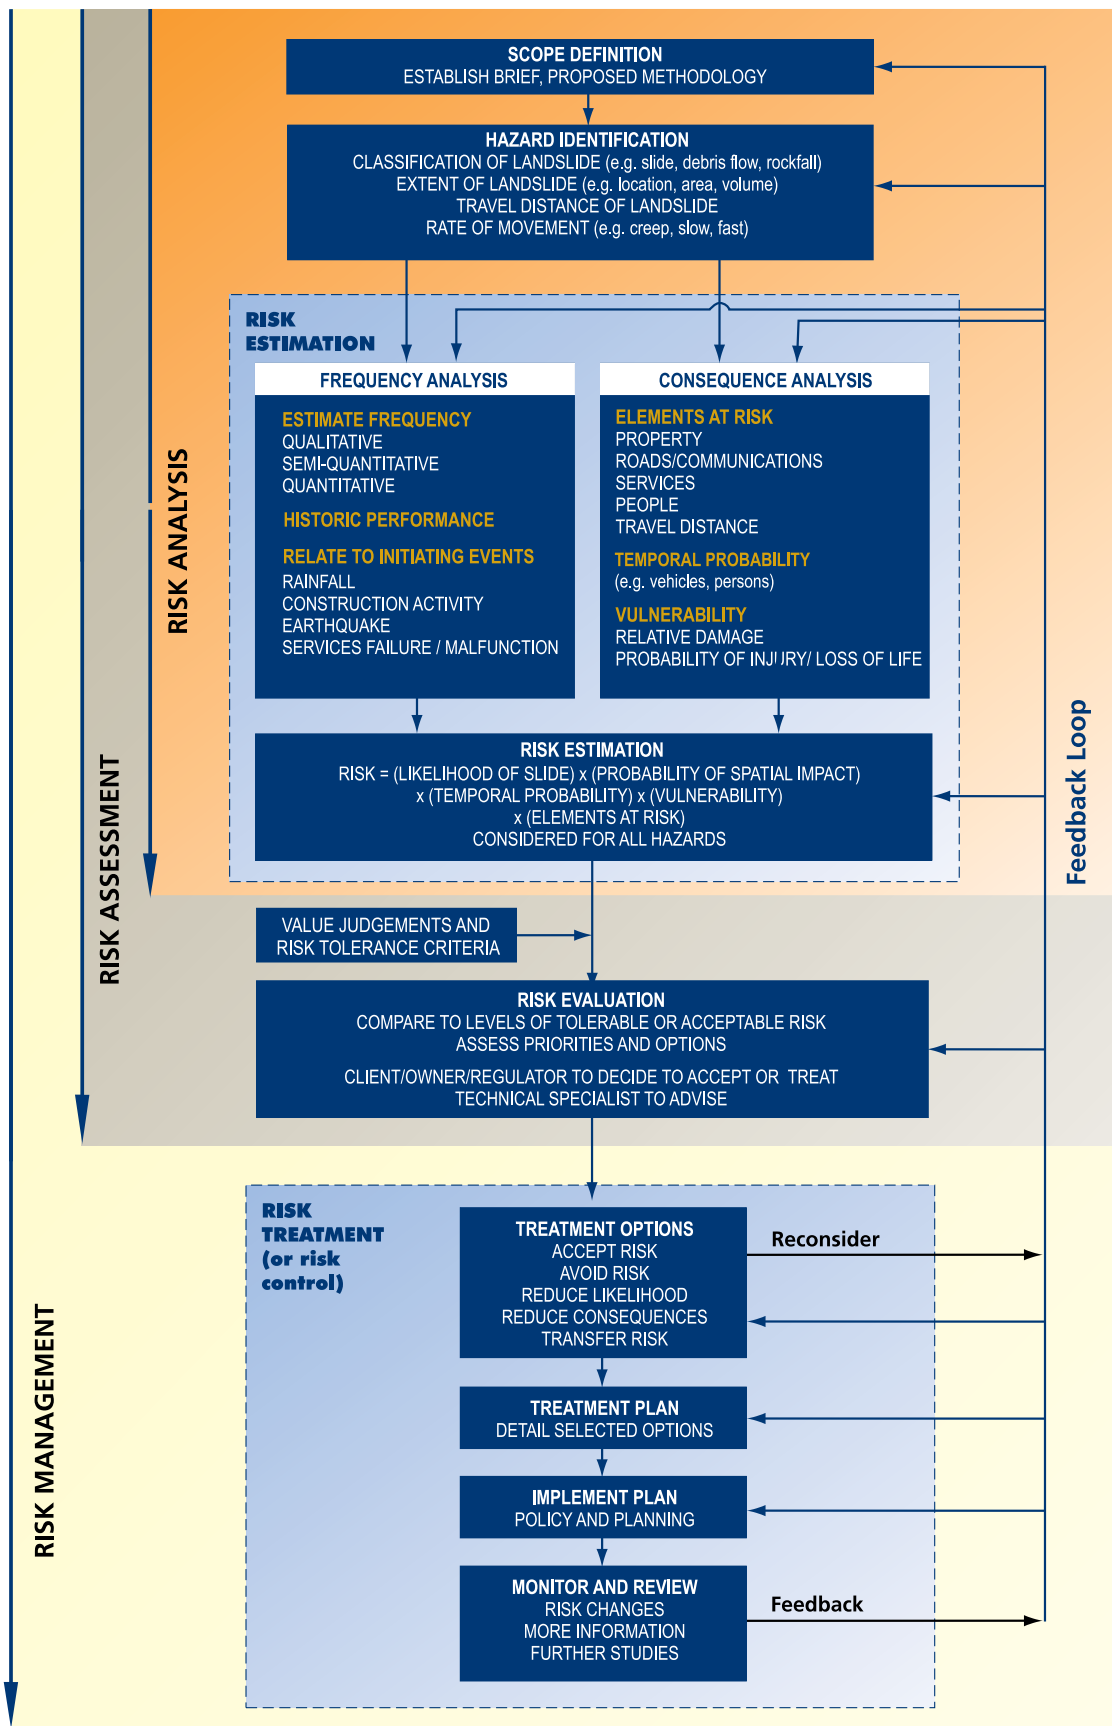 SCOPE DEFINITION
ESTABLISH BRIEF, PROPOSED METHODOLOGY
HAZARD IDENTIFICATION
CLASSIFICATION OF LANDSLIDE (e.g. slide, debris flow, rockfall)
EXTENT OF LANDSLIDE (e.g. location, area, volume)
TRAVEL DISTANCE OF LANDSLIDE
RATE OF MOVEMENT (e.g. creep, slow, fast)
RISK
ESTIMATION
FREQUENCY ANALYSIS
ESTIMATE FREQUENCY
QUALITATIVE
SEMI-QUANTITATIVE
QUANTITATIVE
HISTORIC PERFORMANCE
RELATE TO INITIATING EVENTS
RAINFALL
CONSTRUCTION ACTIVITY
EARTHQUAKE
SERVICES FAILURE / MALFUNCTION
CONSEQUENCE ANALYSIS
ELEMENTS AT RISK
PROPERTY
ROADS/COMMUNICATIONS
SERVICES
PEOPLE
TRAVEL DISTANCE
TEMPORAL PROBABILITY
(e.g. vehicles, persons)
VULNERABILITY
RELATIVE DAMAGE
PROBABILITY OF INJURY/ LOSS OF LIFE
RISK ESTIMATION
RISK = (LIKELIHOOD OF SLIDE) x (PROBABILITY OF SPATIAL IMPACT)
x (TEMPORAL PROBABILITY) x (VULNERABILITY)
x (ELEMENTS AT RISK)
CONSIDERED FOR ALL HAZARDS
RISK ANALYSIS
VALUE JUDGEMENTS AND
RISK TOLERANCE CRITERIA
RISK EVALUATION
COMPARE TO LEVELS OF TOLERABLE OR ACCEPTABLE RISK
ASSESS PRIORITIES AND OPTIONS
CLIENT/OWNER/REGULATOR TO DECIDE TO ACCEPT OR TREAT
TECHNICAL SPECIALIST TO ADVISE
RISK ASSESSMENT
Feedback Loop
RISK
TREATMENT
(or risk
control)
TREATMENT OPTIONS
ACCEPT RISK
AVOID RISK
REDUCE LIKELIHOOD
REDUCE CONSEQUENCES
TRANSFER RISK
Reconsider
TREATMENT PLAN
DETAIL SELECTED OPTIONS
IMPLEMENT PLAN
POLICY AND PLANNING
MONITOR AND REVIEW
RISK CHANGES
MORE INFORMATION
FURTHER STUDIES
Feedback
RISK MANAGEMENT